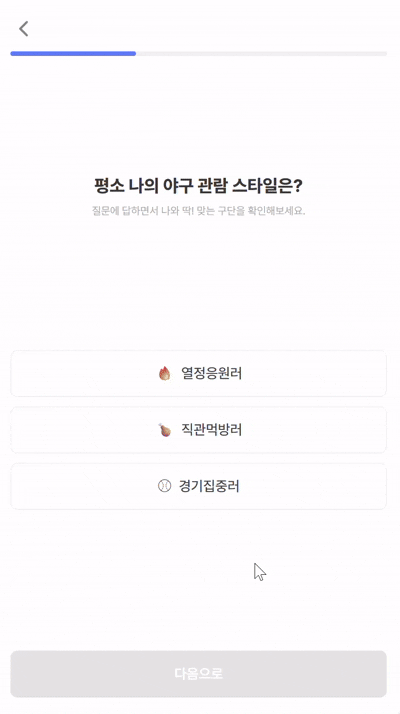 평소 나의 야구 관람 스타일은?
질문에 답하면서 나와 딱! 맞는 구단을 확인해보세요.
🔥 열정응원러
🍗 직관먹방러
⚾ 경기집중러
다음으로